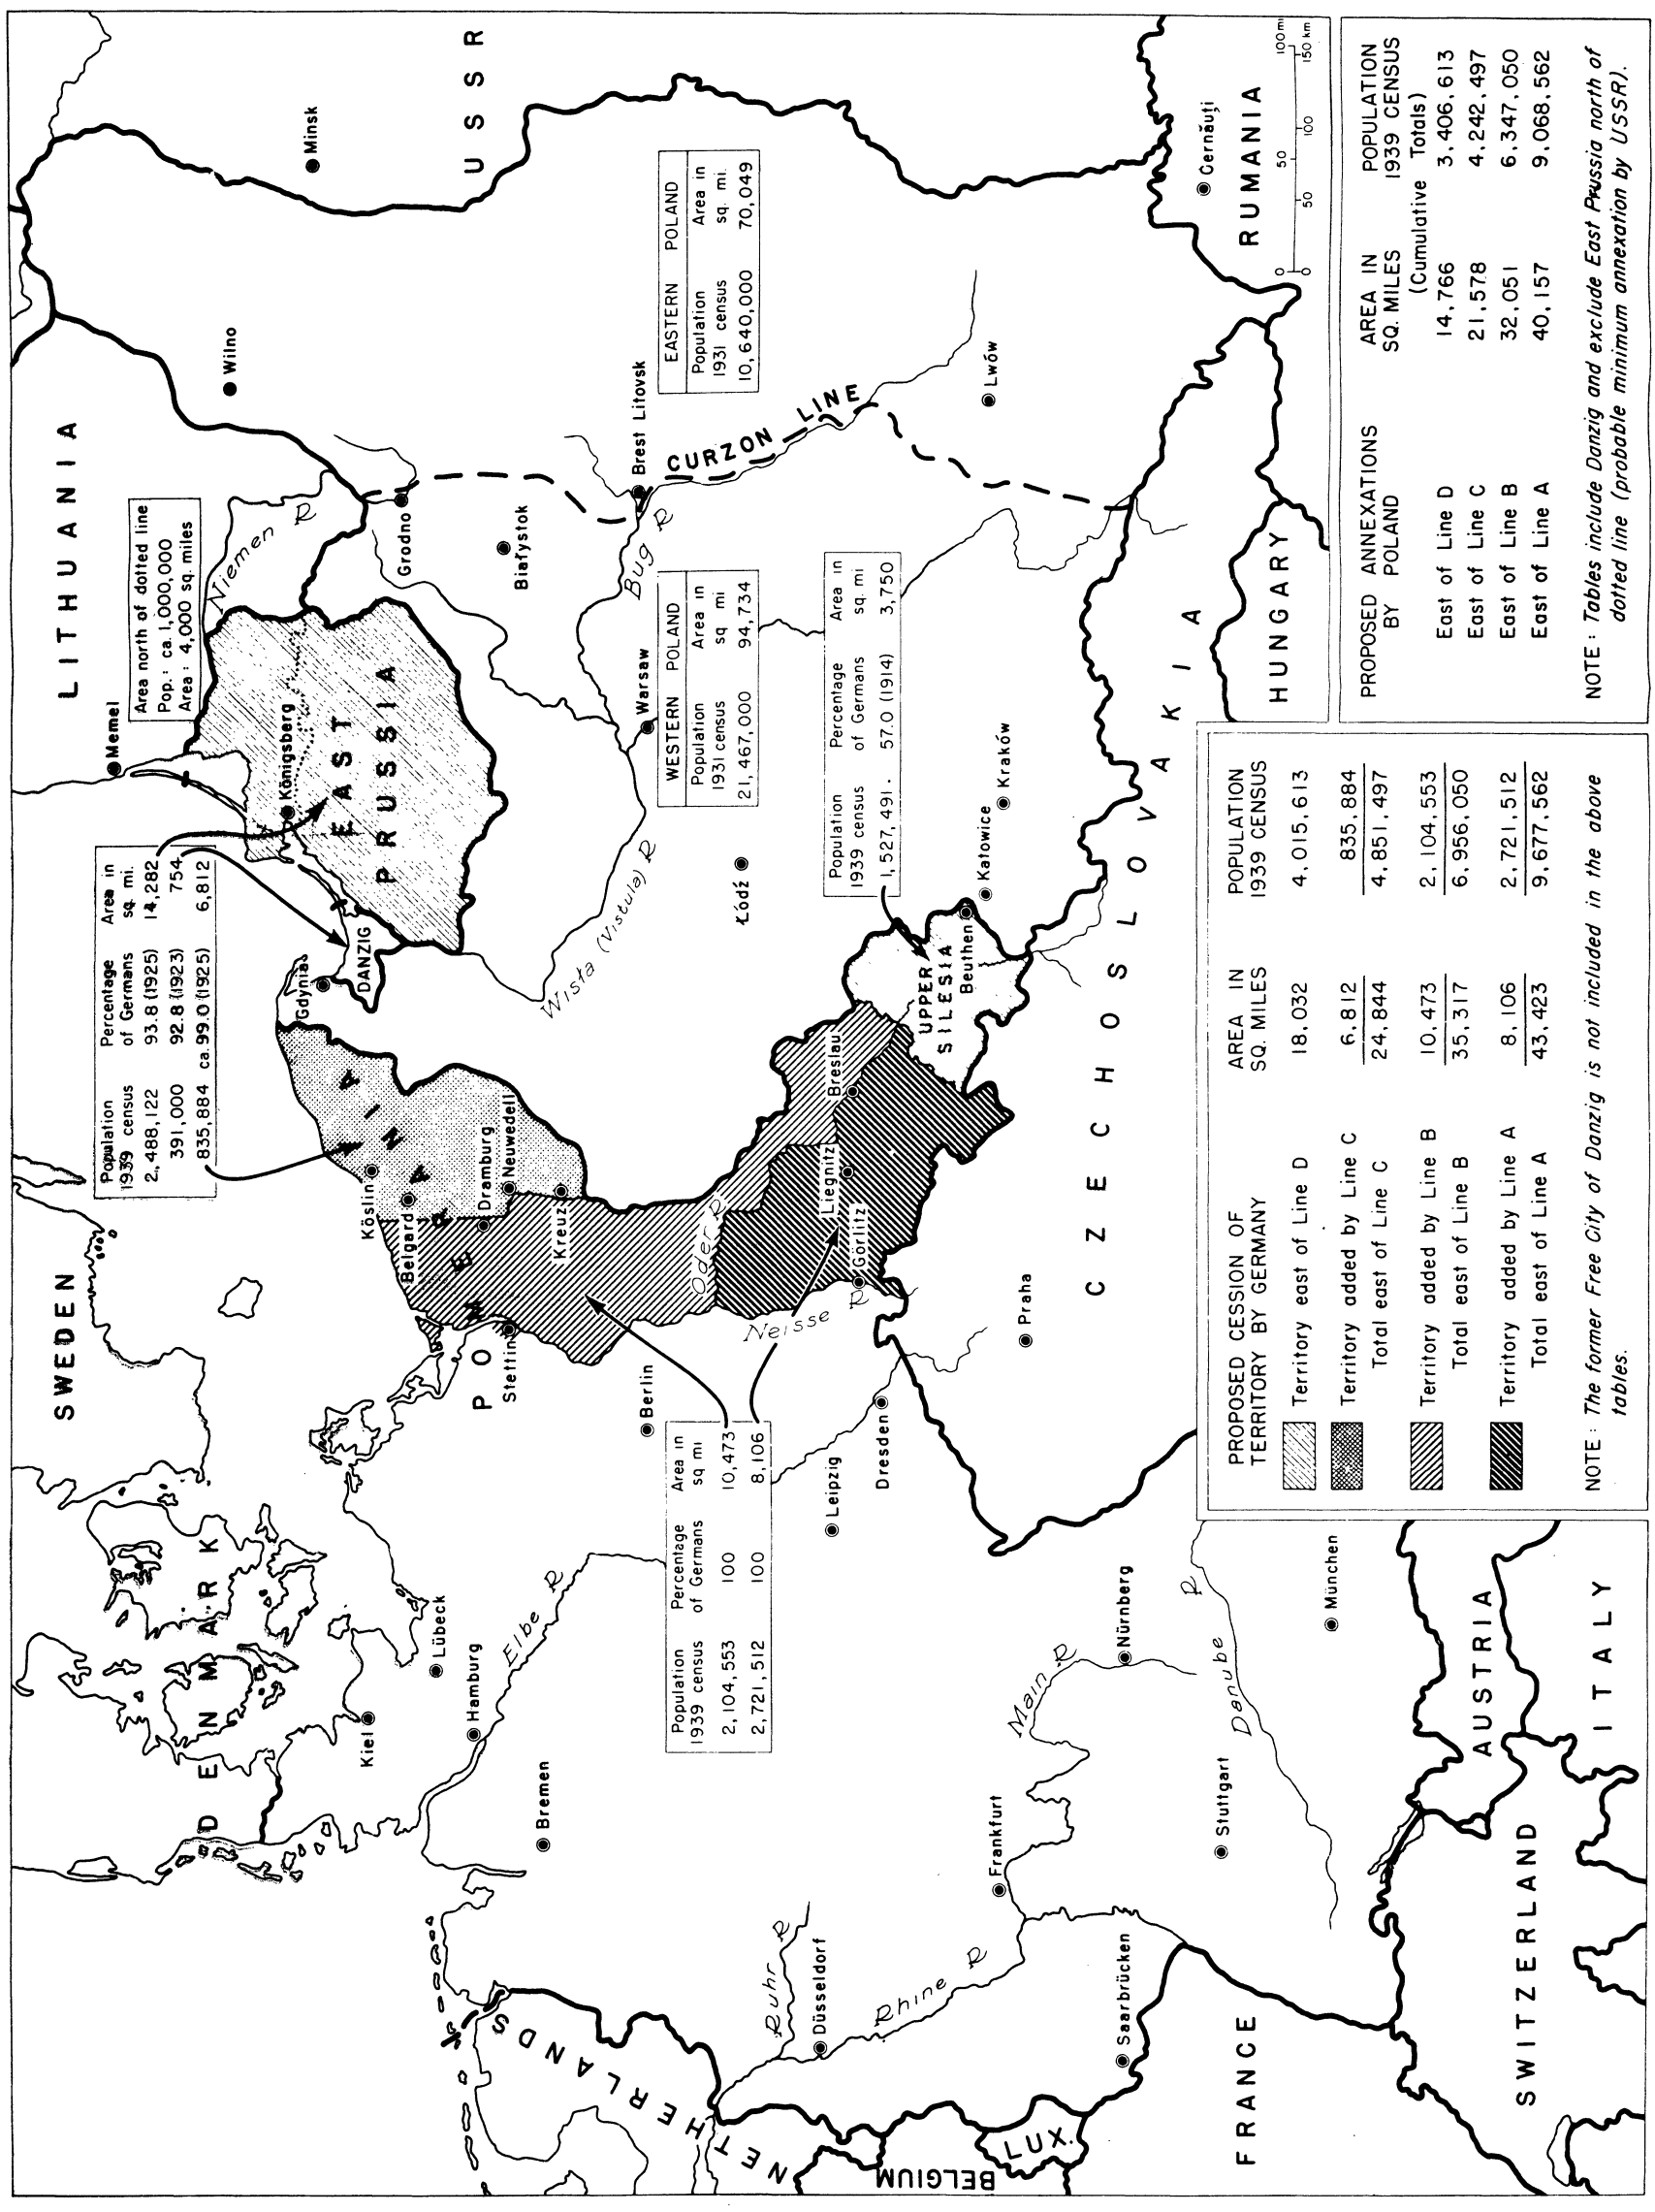 SWEDEN
DENMARK
LITHUANIA
USSR
Memel
Wilno
Minsk
Area north of dotted line
Pop.: ca. 1,000,000
Area: 4,000 sq. miles
Niemen R
Population Percentage Area in
1939 census of Germans sq. mi.
2,488,122 93.8 (1925) 14,282
391,000 92.8 (1923) 754
835,884 ca. 99.0 (1925) 6,812
Königsberg
EAST
PRUSSIA
Gdynia
DANZIG
Kiel
Lübeck
Hamburg
Bremen
Elbe R
POMERANIA
Köslin
Belgard
Dramburg
Neuwedell
Stettin
Kreuz
Grodno
Białystok
Brest Litovsk
Bug R
CURZON LINE
EASTERN POLAND
Population Area in
1931 census sq. mi.
10,640,000 70,049
WESTERN POLAND
Population Area in
1931 census sq mi
21,467,000 94,734
Warsaw
Wista (Vistula) R
Łódź
Berlin
Oder R
Neisse R
Population Percentage Area in
1939 census of Germans sq mi
2,104,553 100 10,473
2,721,512 100 8,106
Population Percentage Area in
1939 census of Germans sq. mi
1,527,491. 57.0 (1914) 3,750
NETHERLANDS
Ruhr R
Düsseldorf
Rhine R
Leipzig
Dresden
Görlitz
Liegnitz
Breslau
UPPER
SILESIA
Beuthen
Katowice
Kraków
Lwów
BELGIUM
LUX.
Frankfurt
Main R
Praha
CZECHOSLOVAKIA
Saarbrücken
Nürnberg
Cernăuţi
RUMANIA
HUNGARY
0 50 100 mi
0 50 100 150 km
FRANCE
Stuttgart
Danube R
München
SWITZERLAND
AUSTRIA
ITALY
PROPOSED CESSION OF AREA IN POPULATION
TERRITORY BY GERMANY SQ. MILES 1939 CENSUS
Territory east of Line D 18,032 4,015,613
Territory added by Line C 6,812 835,884
Total east of Line C 24,844 4,851,497
Territory added by Line B 10,473 2,104,553
Total east of Line B 35,317 6,956,050
Territory added by Line A 8,106 2,721,512
Total east of Line A 43,423 9,677,562
NOTE: The former Free City of Danzig is not included in the above
tables.
PROPOSED ANNEXATIONS AREA IN POPULATION
BY POLAND SQ. MILES 1939 CENSUS
(Cumulative Totals)
East of Line D 14,766 3,406,613
East of Line C 21,578 4,242,497
East of Line B 32,051 6,347,050
East of Line A 40,157 9,068,562
NOTE: Tables include Danzig and exclude East Prussia north of
dotted line (probable minimum annexation by USSR).